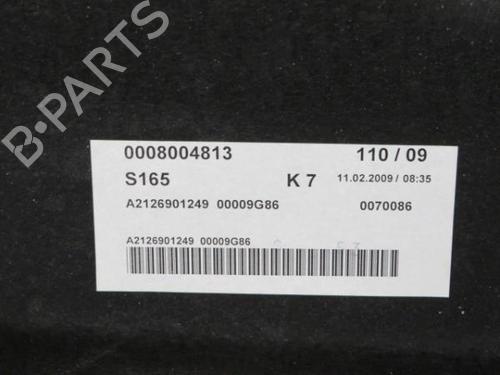 B-PARTS
0008004813 110 / 09
S165 K 7 11.02.2009 / 08:35
A2126901249 00009G86 0070086
A2126901249 00009G86